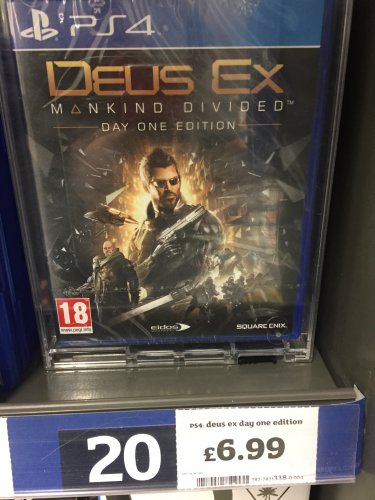 PS4
DEUS EX
MANKIND DIVIDED™
DAY ONE EDITION
18
www.pegi.info
eidos
SQUARE ENIX
20
PS4: deus ex day one edition
£6.99